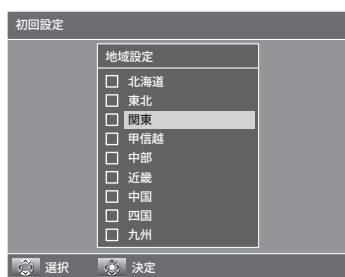 初回設定
地域設定
北海道
東北
関東
甲信越
中部
近畿
中国
四国
九州
選択 決定